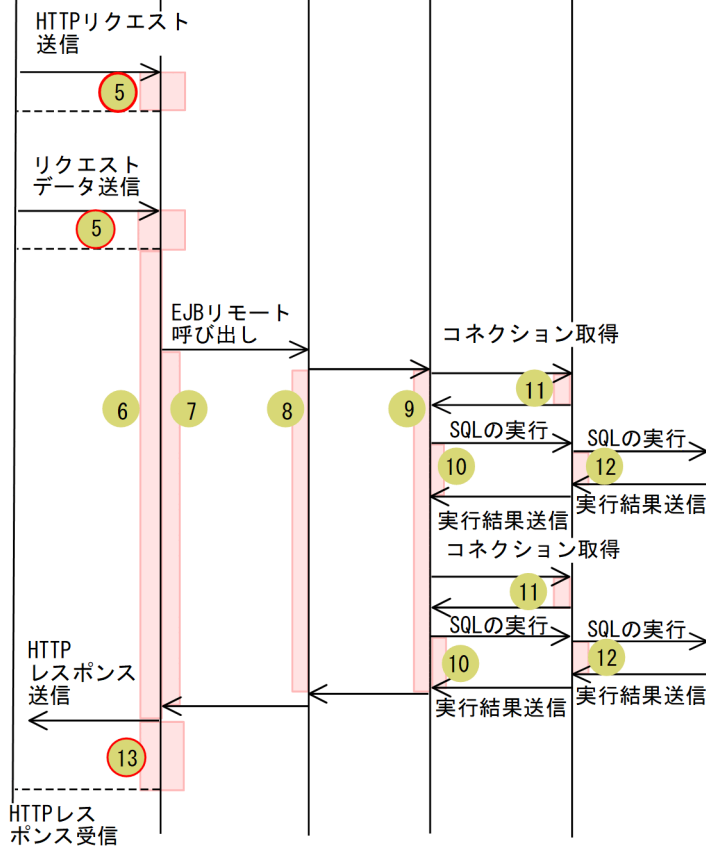 HTTPリクエスト
送信
5
リクエスト
データ送信
5
EJBリモート
呼び出し
コネクション取得
11
6
7
8
9
SQLの実行
SQLの実行
10
12
実行結果送信
実行結果送信
コネクション取得
11
SQLの実行
SQLの実行
10
12
実行結果送信
実行結果送信
HTTP
レスポンス
送信
13
HTTPレス
ポンス受信